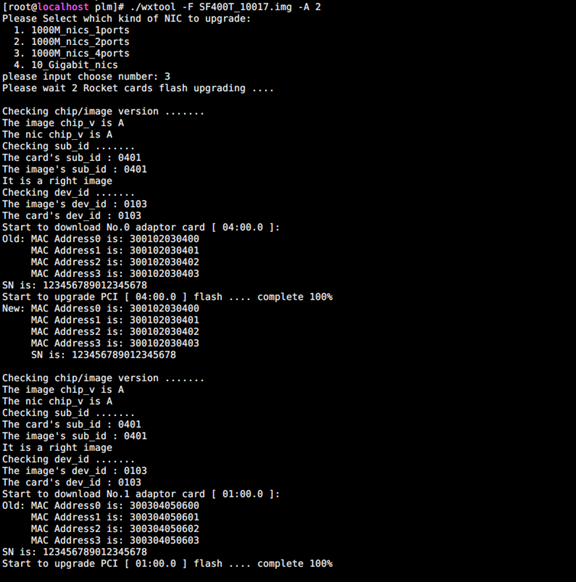 [root@localhost plm]# ./wxtool -F SF400T_10017.img -A 2
Please Select which kind of NIC to upgrade:
  1. 1000M_nics_1ports
  2. 1000M_nics_2ports
  3. 1000M_nics_4ports
  4. 10_Gigabit_nics
please input choose number: 3
Please wait 2 Rocket cards flash upgrading ....

Checking chip/image version .......
The image chip_v is A
The nic chip_v is A
Checking sub_id .......
The card's sub_id : 0401
The image's sub_id : 0401
It is a right image
Checking dev_id .......
The image's dev_id : 0103
The card's dev_id : 0103
Start to download No.0 adaptor card [ 04:00.0 ]:
Old: MAC Address0 is: 300102030400
     MAC Address1 is: 300102030401
     MAC Address2 is: 300102030402
     MAC Address3 is: 300102030403
SN is: 123456789012345678
Start to upgrade PCI [ 04:00.0 ] flash .... complete 100%
New: MAC Address0 is: 300102030400
     MAC Address1 is: 300102030401
     MAC Address2 is: 300102030402
     MAC Address3 is: 300102030403
     SN is: 123456789012345678

Checking chip/image version .......
The image chip_v is A
The nic chip_v is A
Checking sub_id .......
The card's sub_id : 0401
The image's sub_id : 0401
It is a right image
Checking dev_id .......
The image's dev_id : 0103
The card's dev_id : 0103
Start to download No.1 adaptor card [ 01:00.0 ]:
Old: MAC Address0 is: 300304050600
     MAC Address1 is: 300304050601
     MAC Address2 is: 300304050602
     MAC Address3 is: 300304050603
SN is: 123456789012345678
Start to upgrade PCI [ 01:00.0 ] flash .... complete 100%